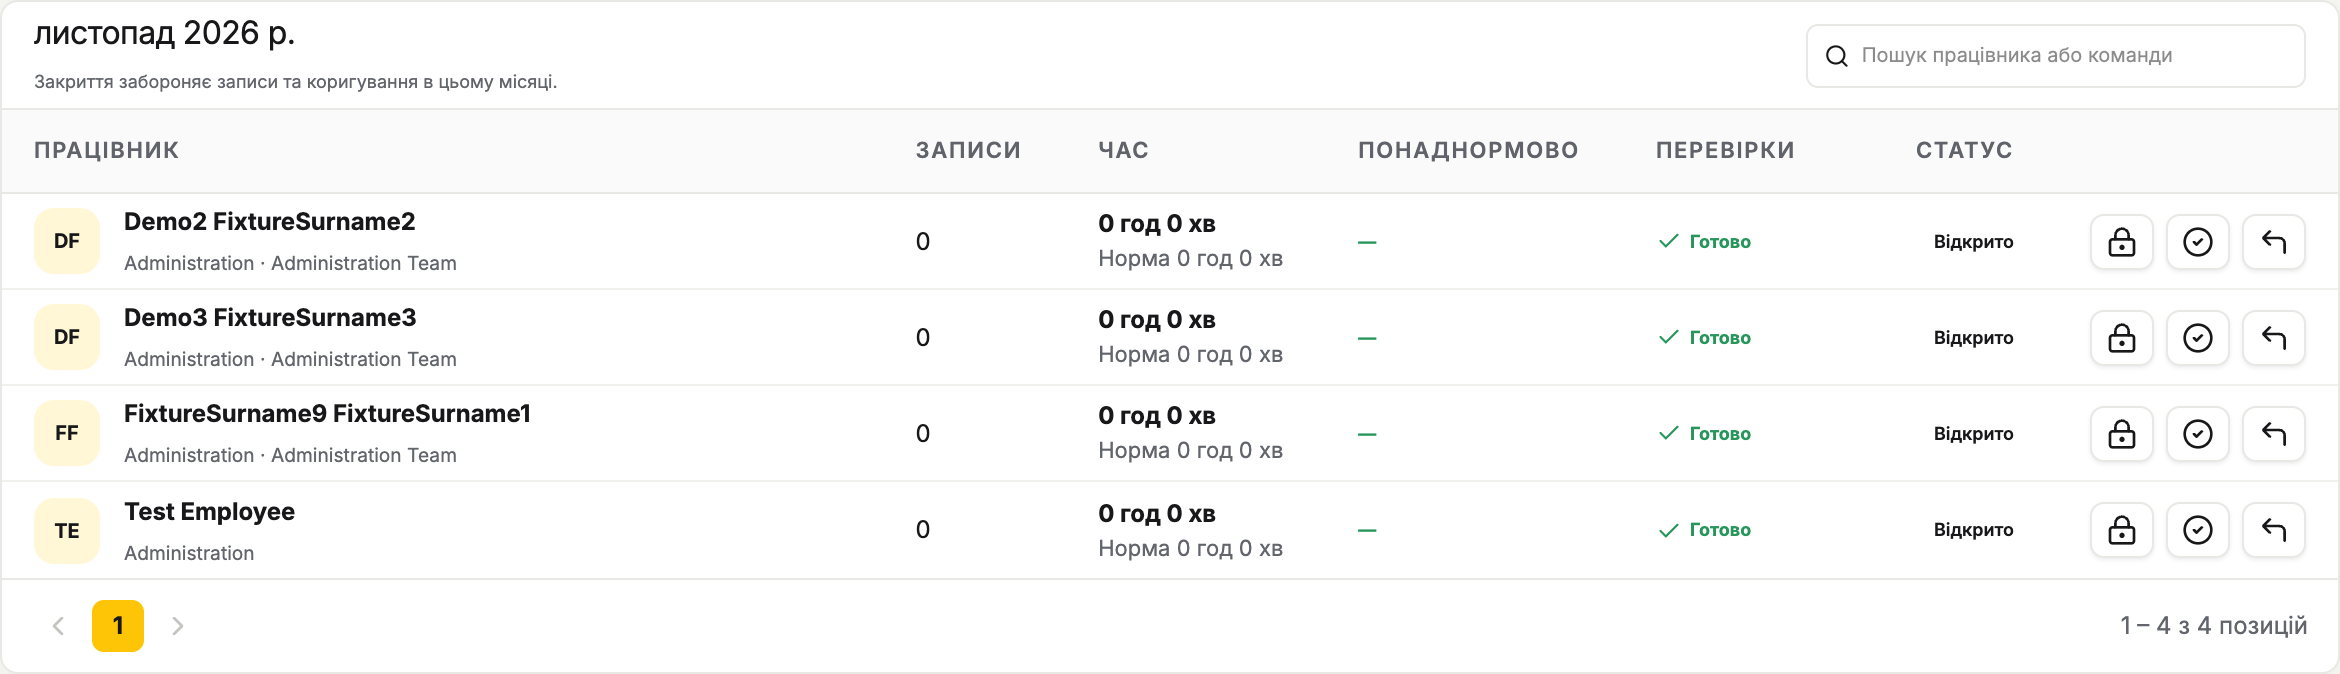 листопад 2026 р.
Закриття забороняє записи та коригування в цьому місяці.
Пошук працівника або команди
ПРАЦІВНИК ЗАПИСИ ЧАС ПОНАДНОРМОВО ПЕРЕВІРКИ СТАТУС
DF Demo2 FixtureSurname2 0 0 год 0 хв — Готово Відкрито
Administration · Administration Team Норма 0 год 0 хв
DF Demo3 FixtureSurname3 0 0 год 0 хв — Готово Відкрито
Administration · Administration Team Норма 0 год 0 хв
FF FixtureSurname9 FixtureSurname1 0 0 год 0 хв — Готово Відкрито
Administration · Administration Team Норма 0 год 0 хв
TE Test Employee 0 0 год 0 хв — Готово Відкрито
Administration Норма 0 год 0 хв
1 1 – 4 з 4 позицій